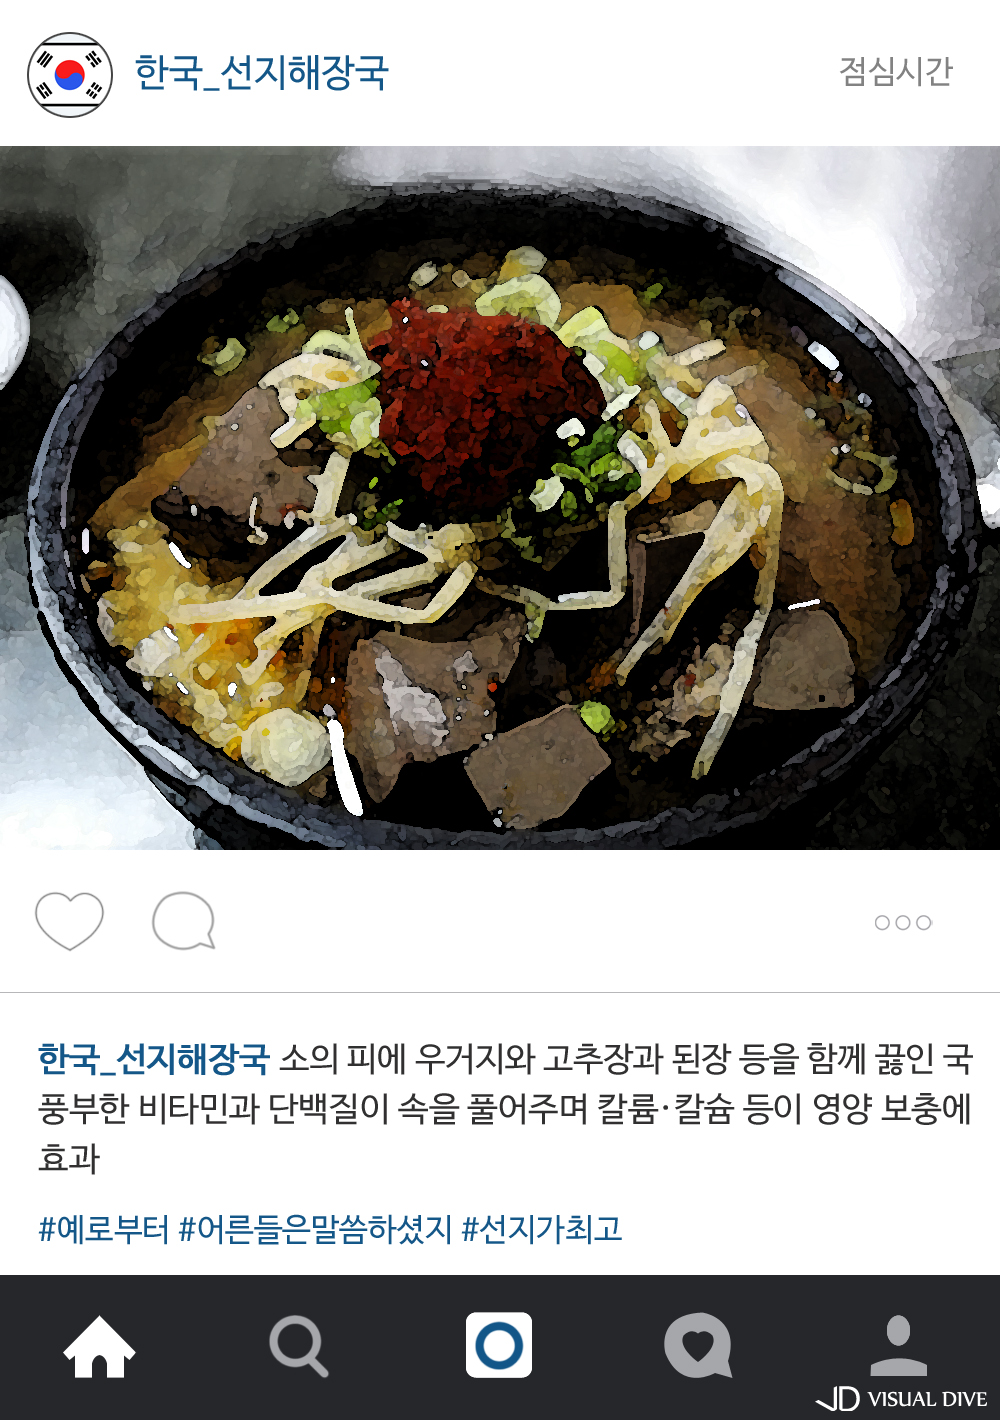 한국_선지해장국
점심시간
한국_선지해장국 소의 피에 우거지와 고추장과 된장 등을 함께 끓인 국
풍부한 비타민과 단백질이 속을 풀어주며 칼륨·칼슘 등이 영양 보충에
효과
#예로부터 #어른들은말씀하셨지 #선지가최고
JD VISUAL DIVE